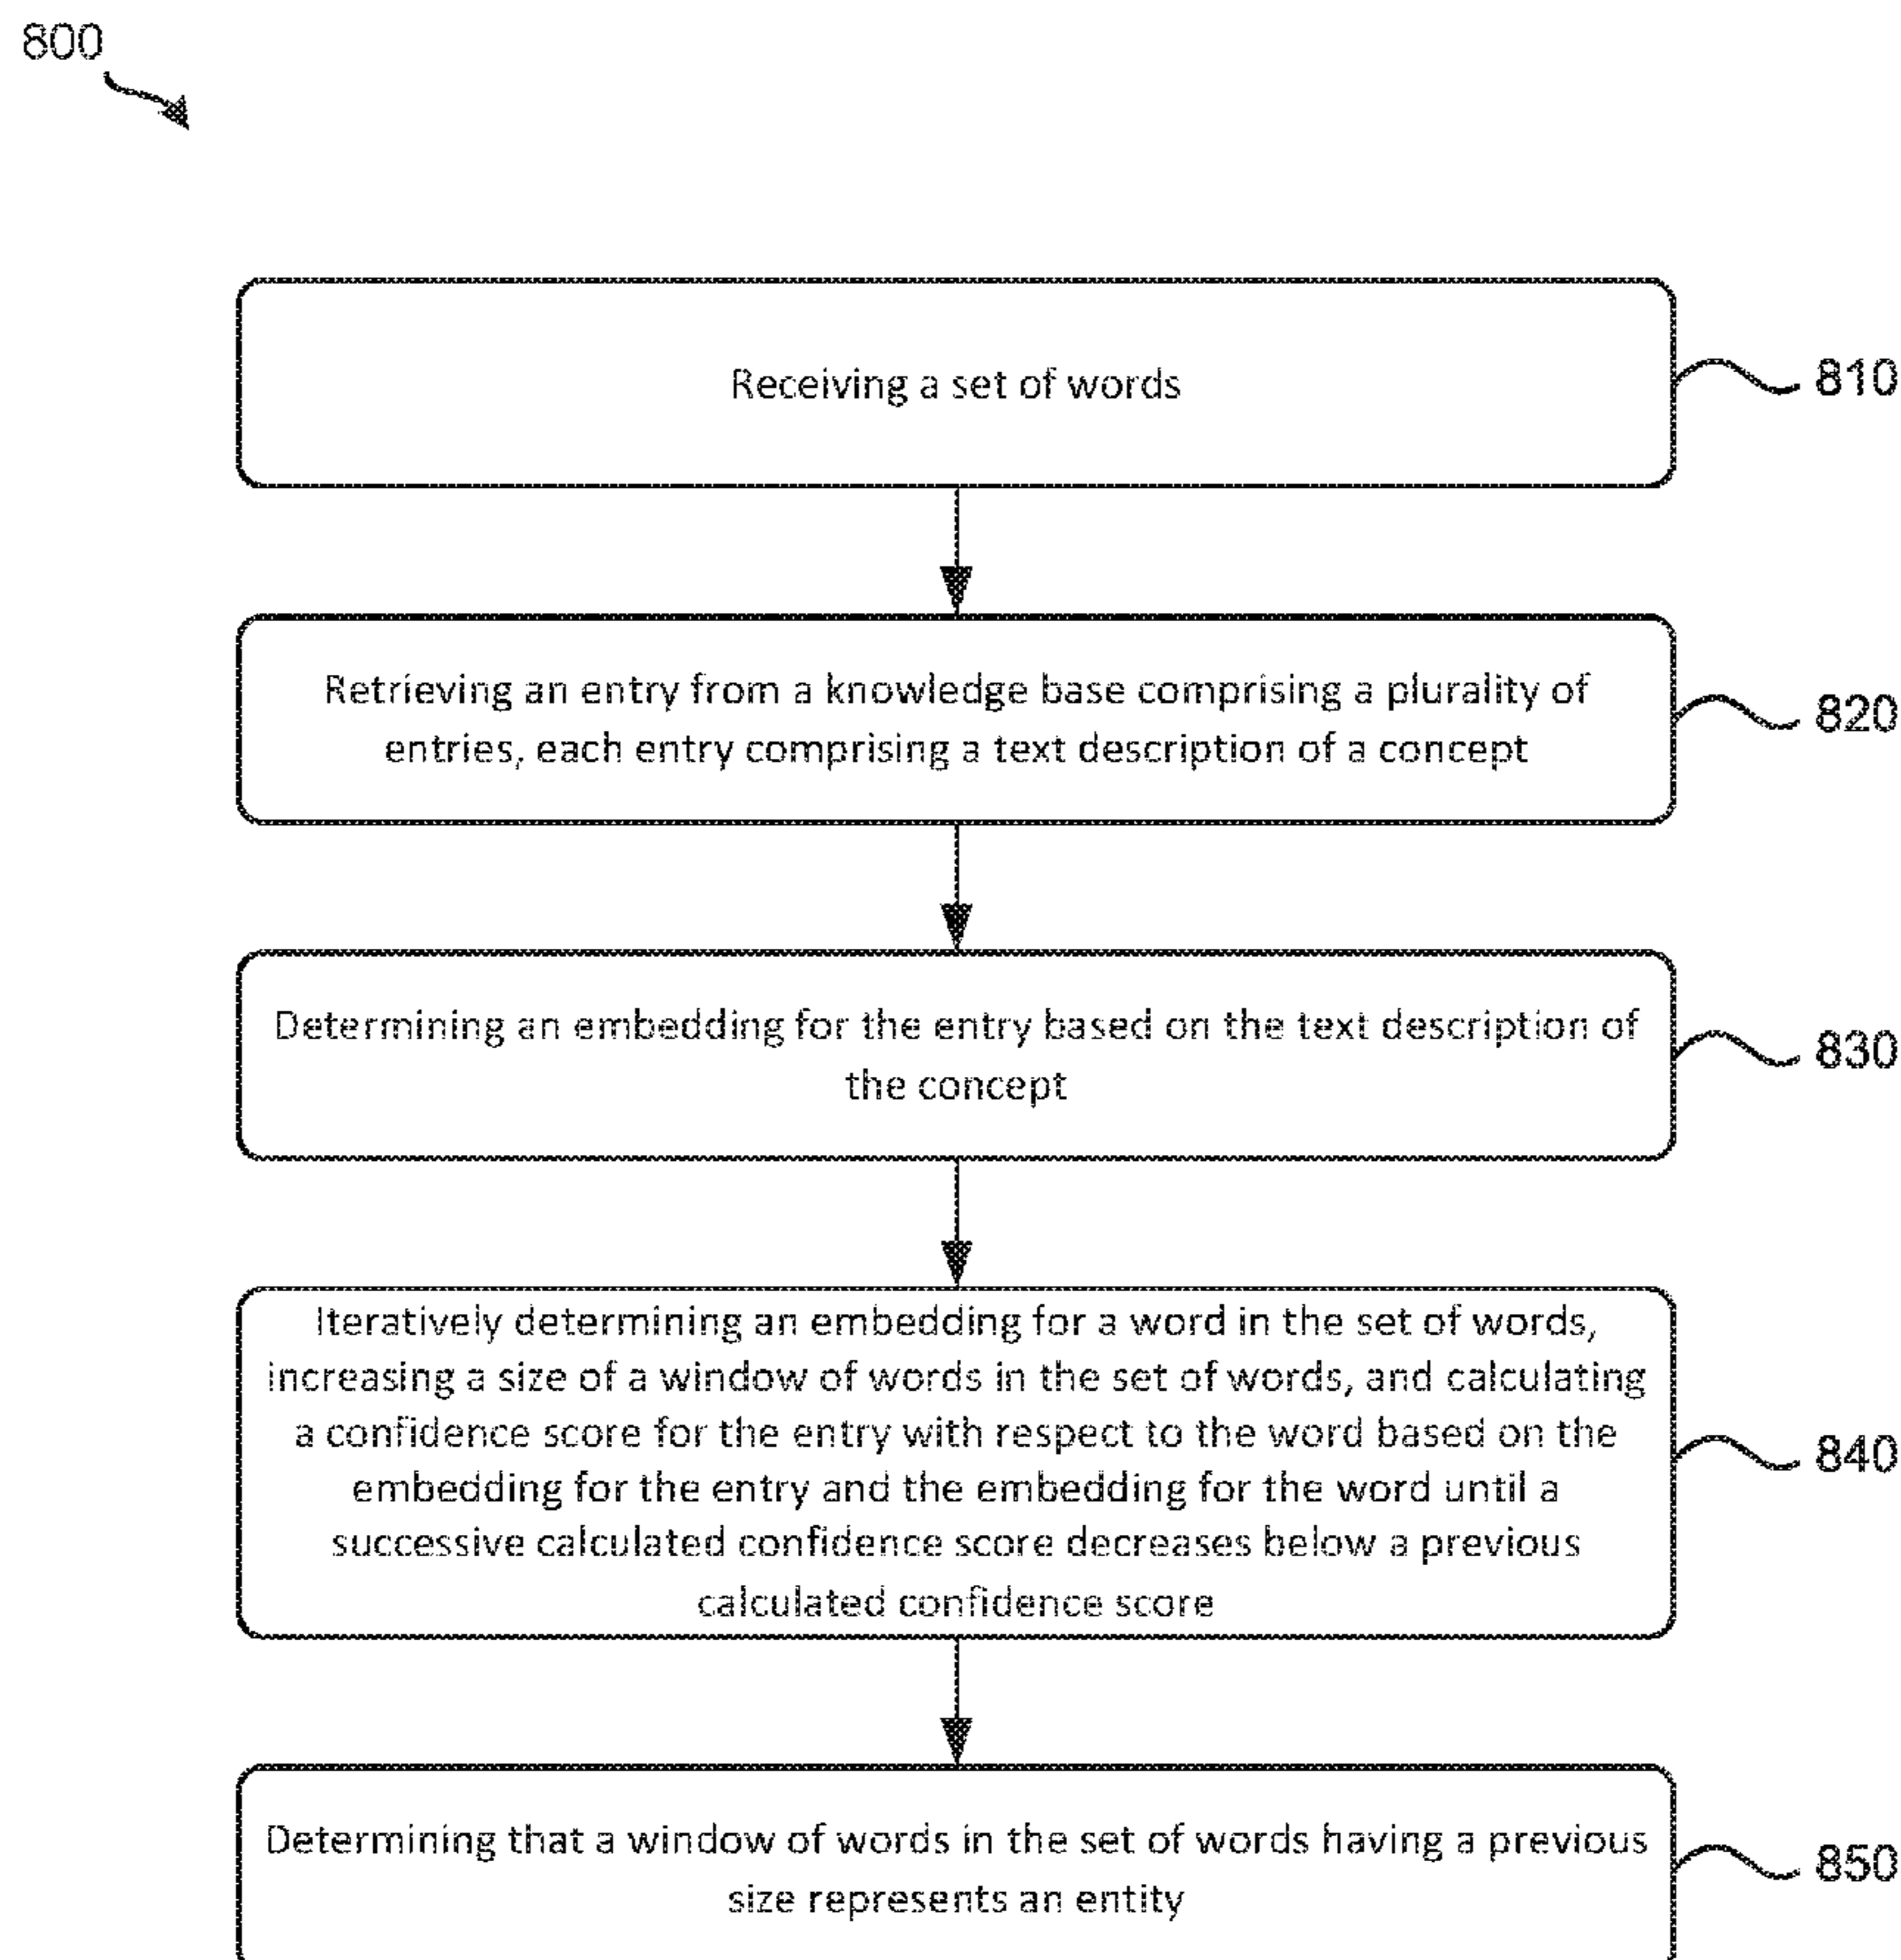 800
Receiving a set of words
810
Retrieving an entry from a knowledge base comprising a plurality of
entries, each entry comprising a text description of a concept
820
Determining an embedding for the entry based on the text description of
the concept
830
Iteratively determining an embedding for a word in the set of words,
increasing a size of a window of words in the set of words, and calculating
a confidence score for the entry with respect to the word based on the
embedding for the entry and the embedding for the word until a
successive calculated confidence score decreases below a previous
calculated confidence score
840
Determining that a window of words in the set of words having a previous
size represents an entity
850